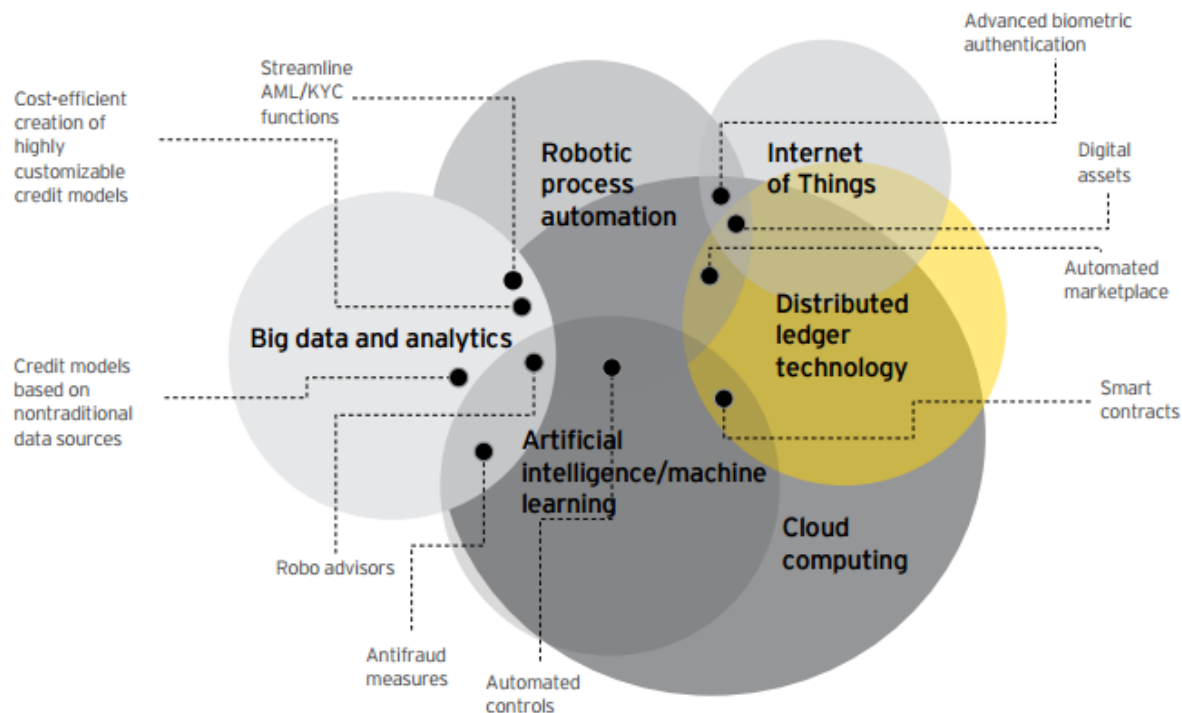 Advanced biometric
authentication
Streamline
AML/KYC
functions
Cost-efficient
creation of
highly
customizable
credit models
Robotic
process
automation
Internet
of Things
Digital
assets
Automated
marketplace
Distributed
ledger
technology
Big data and analytics
Credit models
based on
nontraditional
data sources
Smart
contracts
Artificial
intelligence/machine
learning
Cloud
computing
Robo advisors
Antifraud
measures
Automated
controls